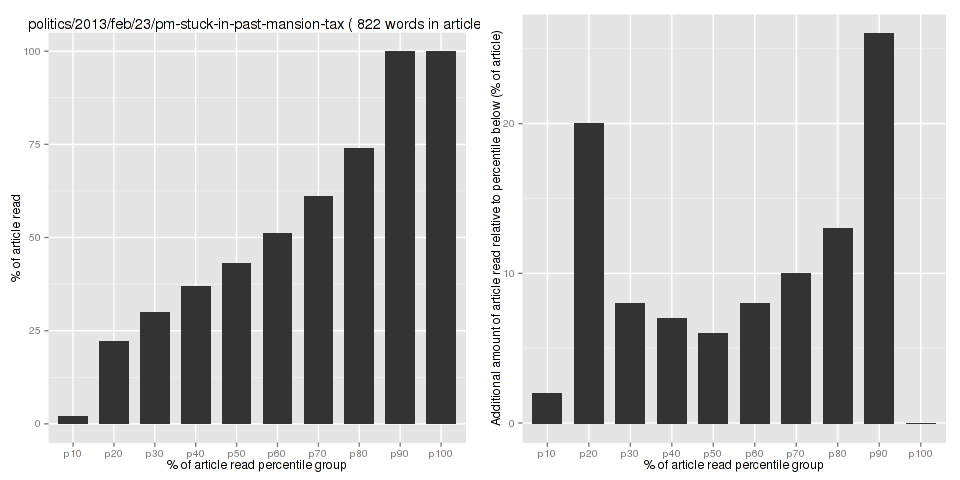 politics/2013/feb/23/pm-stuck-in-past-mansion-tax ( 822 words in article
% of article read
100
75
50
25
0
p10 p20 p30 p40 p50 p60 p70 p80 p90 p100
% of article read percentile group
Additional amount of article read relative to percentile below (% of article)
20
10
0
p10 p20 p30 p40 p50 p60 p70 p80 p90 p100
% of article read percentile group